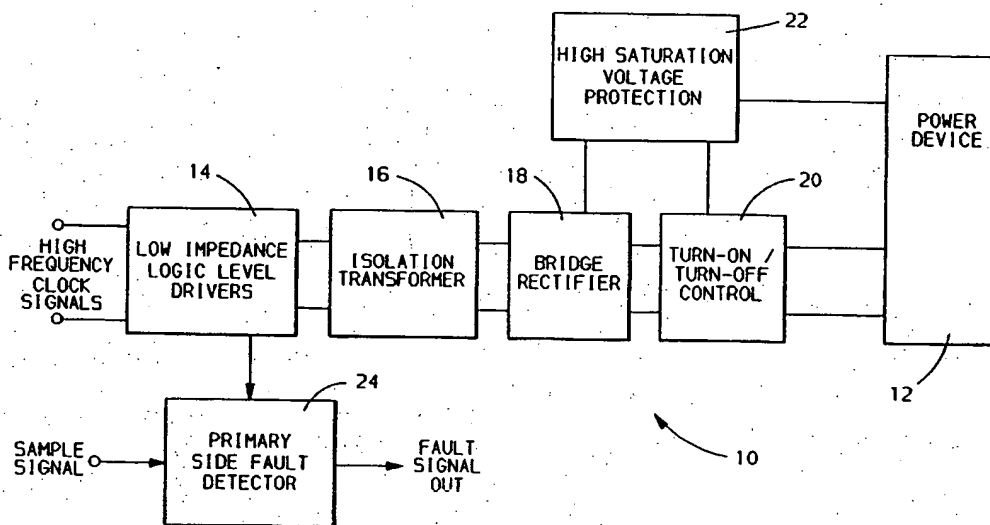 22
HIGH SATURATION
VOLTAGE
PROTECTION
POWER
DEVICE
14
16
18
20
HIGH
FREQUENCY
CLOCK
SIGNALS
LOW IMPEDANCE
LOGIC LEVEL
DRIVERS
ISOLATION
TRANSFORMER
BRIDGE
RECTIFIER
TURN-ON /
TURN-OFF
CONTROL
12
24
SAMPLE
SIGNAL
PRIMARY
SIDE FAULT
DETECTOR
FAULT
SIGNAL
OUT
10